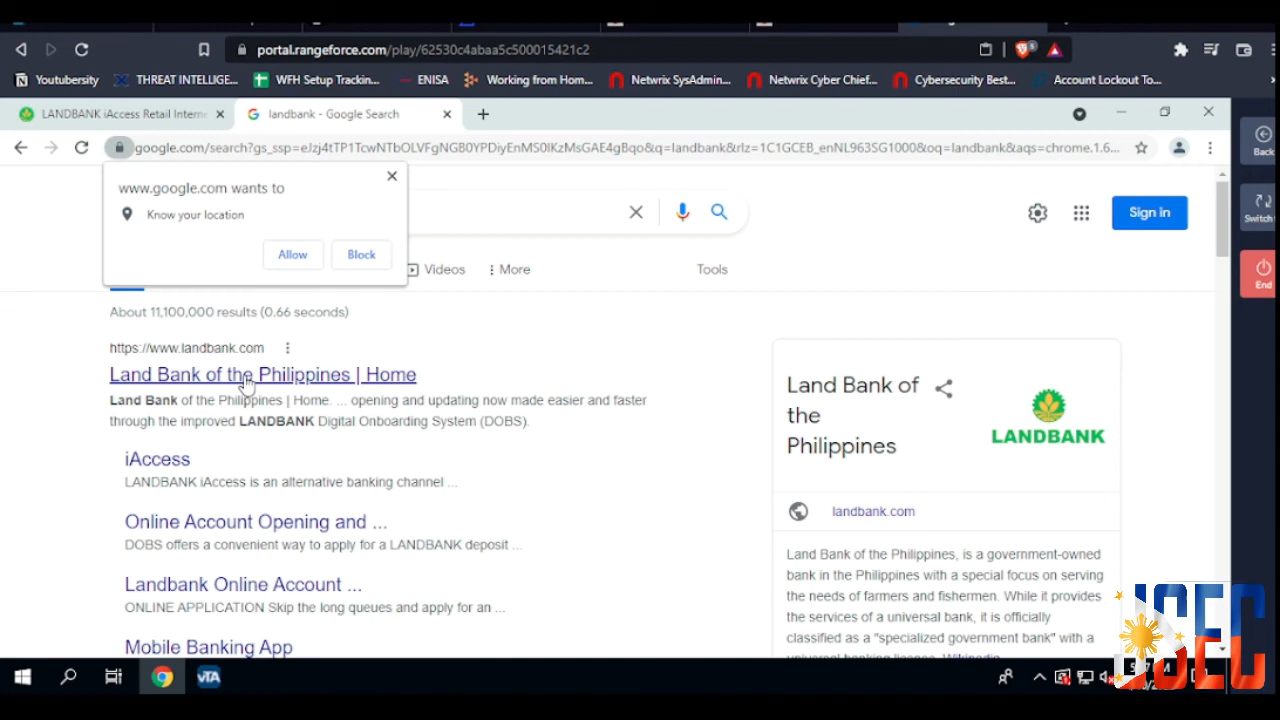 portal.rangeforce.com/play/62530c4abaa5c500015421c2
Youtubersity THREAT INTELLIGE... WFH Setup Trackin... ENISA Working from Hom... Netwrix SysAdmin... Netwrix Cyber Chief... Cybersecurity Best... Account Lockout To...
LANDBANK iAccess Retail Intern
landbank - Google Search
Back
google.com/search?gs_ssp=eJzj4tTP1TcwNTbOLVFgNGB0YPDiyEnMS0lKzMsGAE4gBqo&q=landbank&rlz=1C1GCEB_enNL963SG1000&oq=landbank&aqs=chrome.1.6...
www.google.com wants to
Know your location
Allow Block
Sign in
Switch
Videos More Tools
End
About 11,100,000 results (0.66 seconds)
https://www.landbank.com
Land Bank of the Philippines | Home
Land Bank of the Philippines | Home. ... opening and updating now made easier and faster
through the improved LANDBANK Digital Onboarding System (DOBS).
iAccess
LANDBANK iAccess is an alternative banking channel ...
Online Account Opening and ...
DOBS offers a convenient way to apply for a LANDBANK deposit ...
Landbank Online Account ...
ONLINE APPLICATION Skip the long queues and apply for an ...
Mobile Banking App
Land Bank of
the
Philippines
LANDBANK
landbank.com
Land Bank of the Philippines, is a government-owned
bank in the Philippines with a special focus on serving
the needs of farmers and fishermen. While it provides
the services of a universal bank, it is officially
classified as a "specialized government bank" with a
universal banking license. Wikipedia
VTA
JSEC